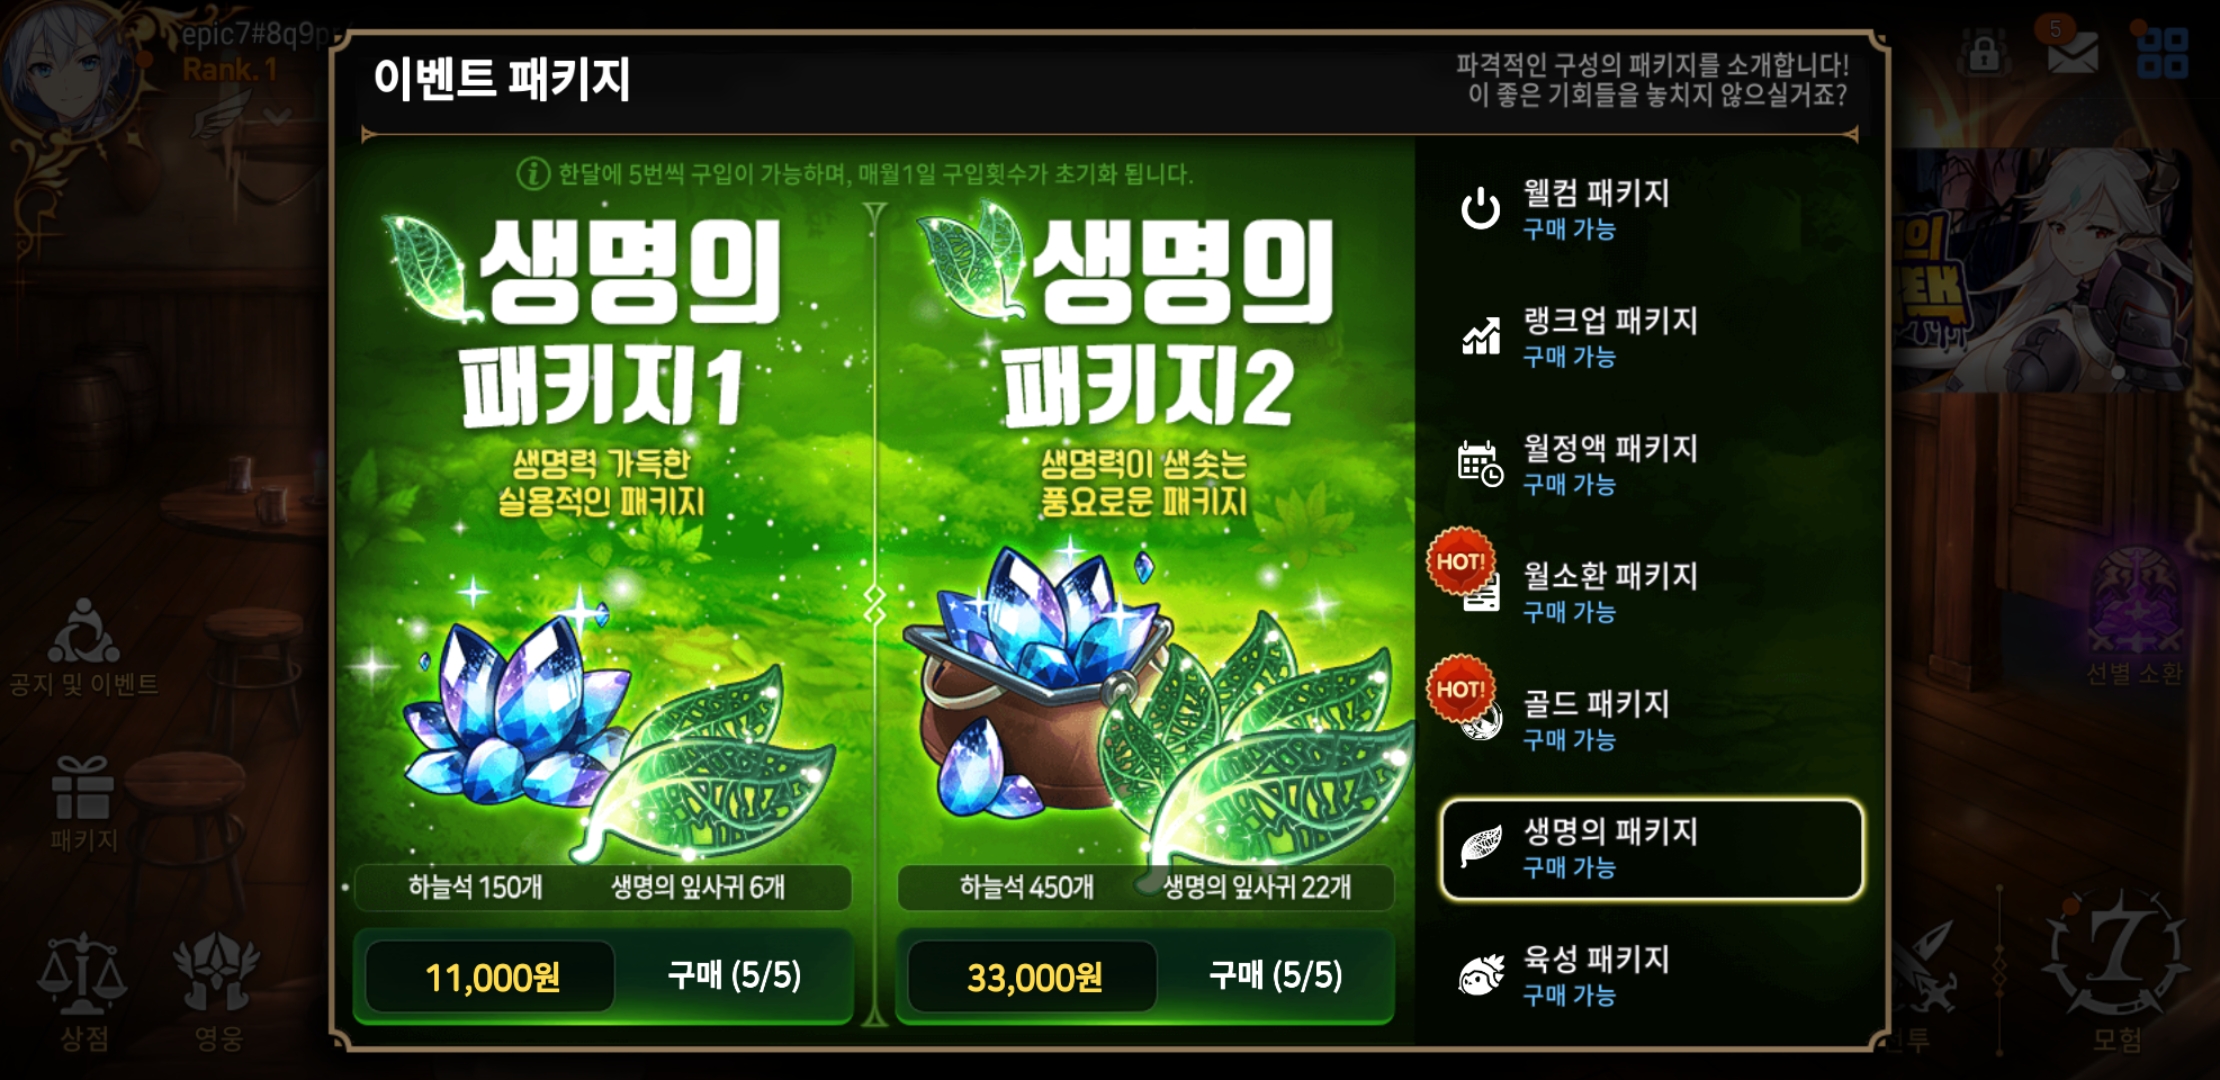 epic7#8q9p
Rank.1
5
이벤트 패키지
파격적인 구성의 패키지를 소개합니다!
이 좋은 기회들을 놓치지 않으실거죠?
한달에 5번씩 구입이 가능하며, 매월1일 구입횟수가 초기화 됩니다.
생명의
패키지1
생명력 가득한
실용적인 패키지
하늘석 150개 생명의 잎사귀 6개
11,000원 구매 (5/5)
생명의
패키지2
생명력이 샘솟는
풍요로운 패키지
하늘석 450개 생명의 잎사귀 22개
33,000원 구매 (5/5)
웰컴 패키지
구매 가능
랭크업 패키지
구매 가능
월정액 패키지
구매 가능
HOT!
월소환 패키지
구매 가능
HOT!
골드 패키지
구매 가능
생명의 패키지
구매 가능
육성 패키지
구매 가능
공지 및 이벤트
패키지
상점
영웅
선별 소환
7
모험